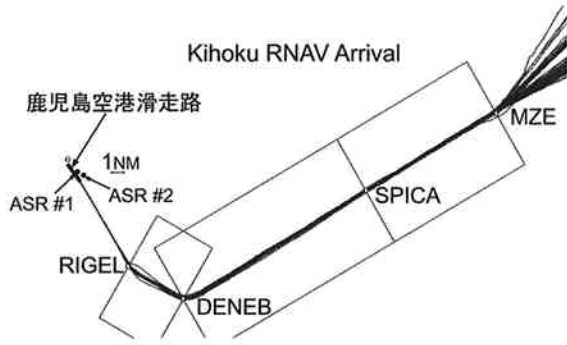 Kihoku RNAV Arrival
鹿児島空港滑走路
MZE
1NM
ASR #1
ASR #2
SPICA
RIGEL
DENEB